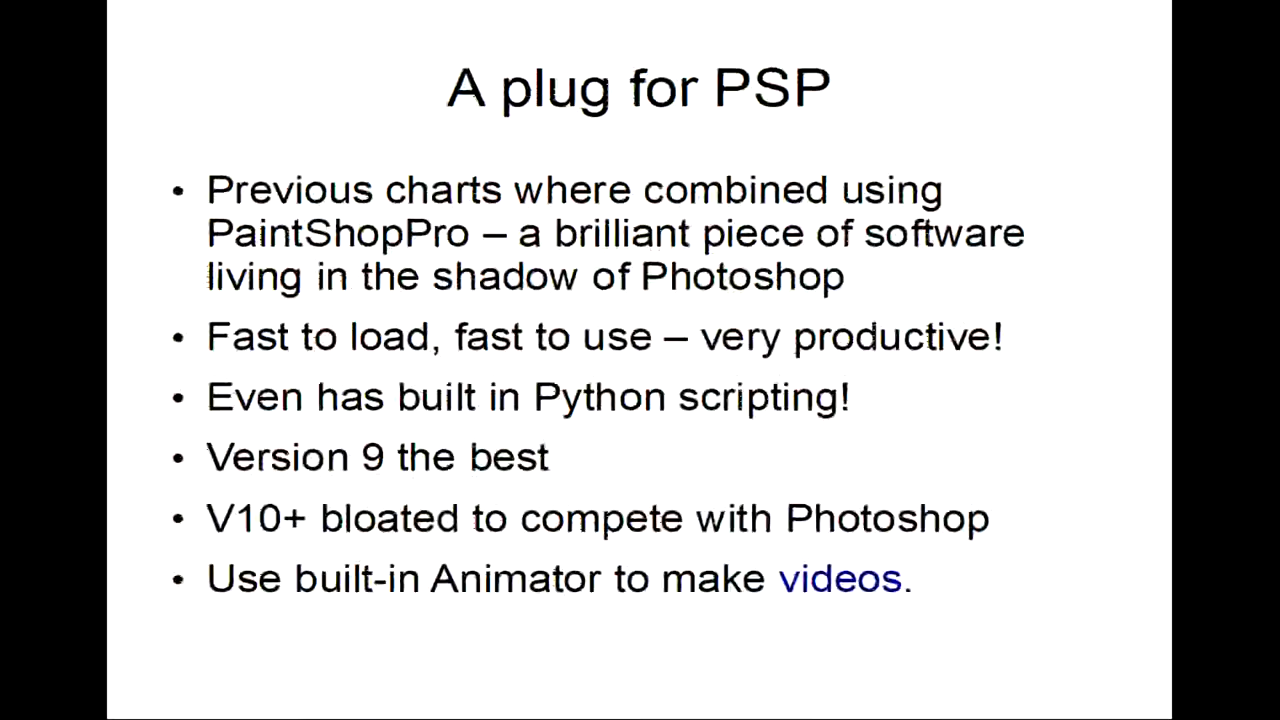 A plug for PSP
• Previous charts where combined using
PaintShopPro – a brilliant piece of software
living in the shadow of Photoshop
• Fast to load, fast to use – very productive!
• Even has built in Python scripting!
• Version 9 the best
• V10+ bloated to compete with Photoshop
• Use built-in Animator to make videos.